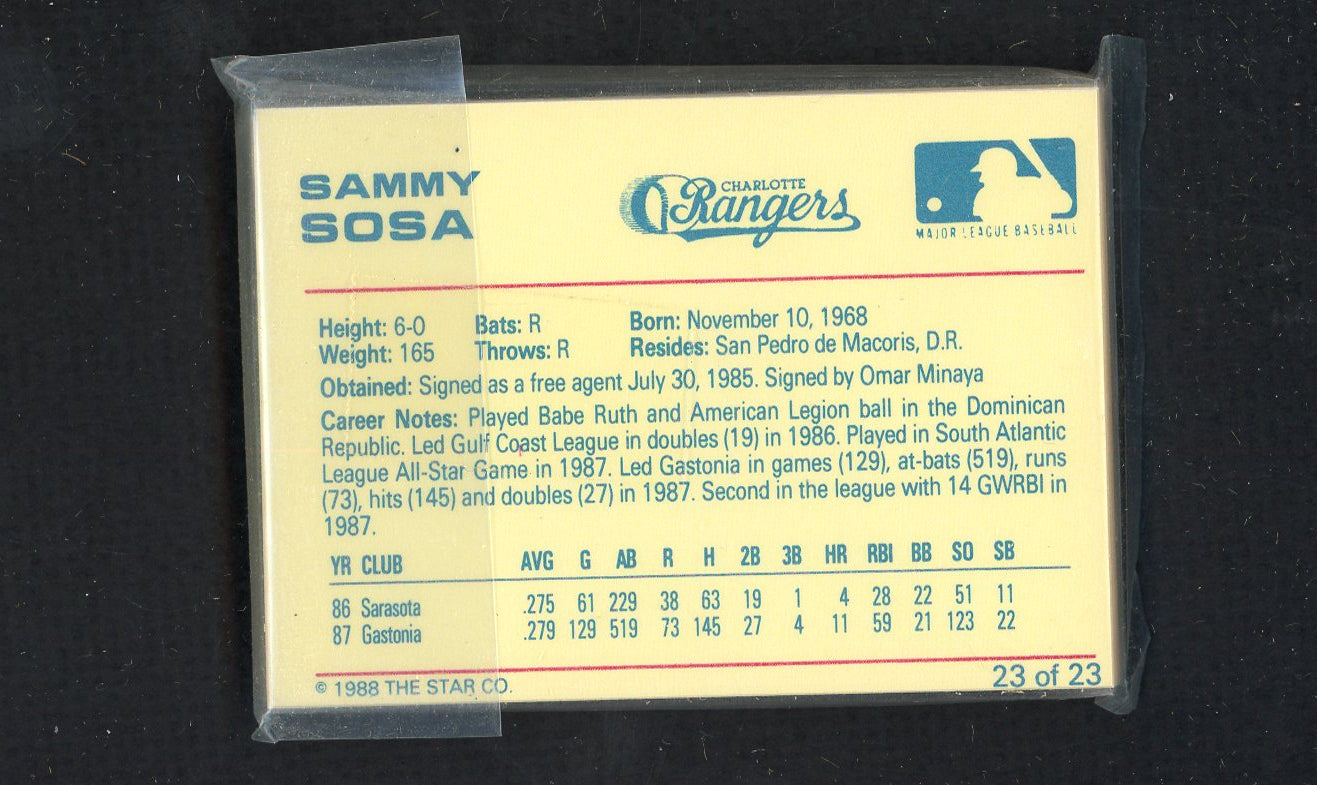 SAMMY
SOSA
CHARLOTTE
Rangers
MAJOR LEAGUE BASEBALL
Height: 6-0 Bats: R Born: November 10, 1968
Weight: 165 Throws: R Resides: San Pedro de Macoris, D.R.
Obtained: Signed as a free agent July 30, 1985. Signed by Omar Minaya
Career Notes: Played Babe Ruth and American Legion ball in the Dominican
Republic. Led Gulf Coast League in doubles (19) in 1986. Played in South Atlantic
League All-Star Game in 1987. Led Gastonia in games (129), at-bats (519), runs
(73), hits (145) and doubles (27) in 1987. Second in the league with 14 GWRBI in
1987.
YR CLUB AVG G AB R H 2B 3B HR RBI BB SO SB
86 Sarasota .275 61 229 38 63 19 1 4 28 22 51 11
87 Gastonia .279 129 519 73 145 27 4 11 59 21 123 22
© 1988 THE STAR CO. 23 of 23